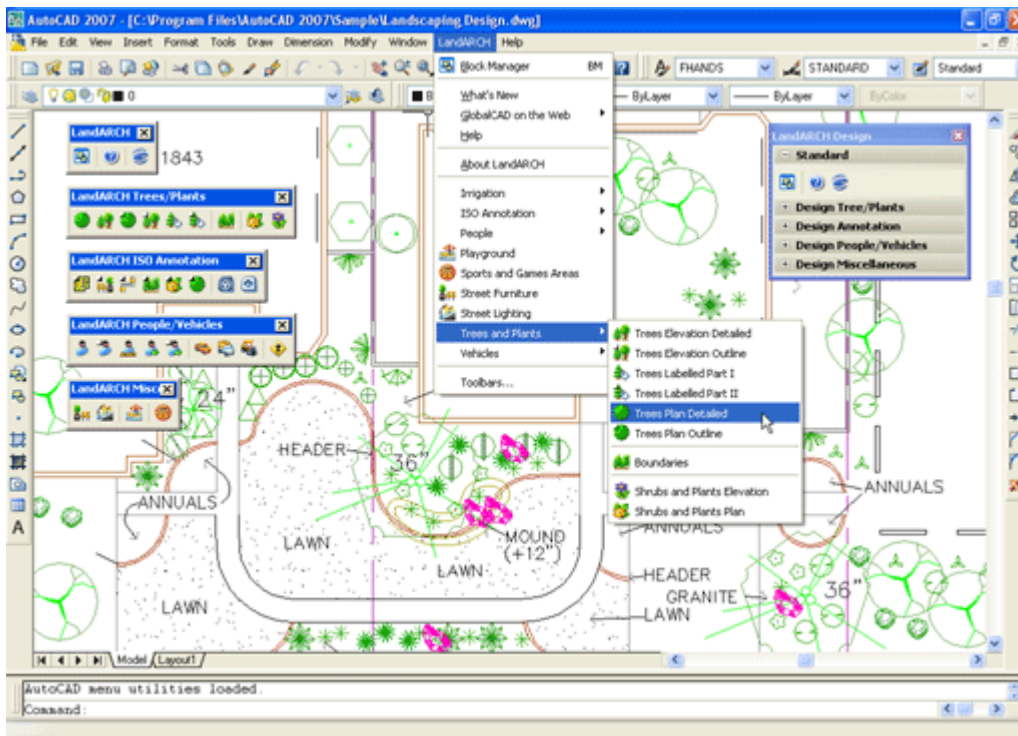 AutoCAD 2007 - [C:\Program Files\AutoCAD 2007\Sample\Landscaping Design.dwg]
File Edit View Insert Format Tools Draw Dimension Modify Window LandARCH Help
FHANDS STANDARD Standard
0 ByLayer ByLayer ByColor
Block Manager BM
What's New
GlobalCAD on the Web
Help
About LandARCH
Irrigation
ISO Annotation
People
Playground
Sports and Games Areas
Street Furniture
Street Lighting
Trees and Plants
Vehicles
Toolbars...
Trees Elevation Detailed
Trees Elevation Outline
Trees Labelled Part I
Trees Labelled Part II
Trees Plan Detailed
Trees Plan Outline
Boundaries
Shrubs and Plants Elevation
Shrubs and Plants Plan
LandARCH
1843
LandARCH Trees/Plants
LandARCH ISO Annotation
LandARCH People/Vehicles
LandARCH Misc
LandARCH Design
- Standard
+ Design Tree/Plants
+ Design Annotation
+ Design People/Vehicles
+ Design Miscellaneous
24"
HEADER
36"
ANNUALS
LAWN
MOUND
(+12")
LAWN
LAWN
ANNUALS
ANNUALS
HEADER
GRANITE
36"
LAWN
Model Layout1
AutoCAD menu utilities loaded.
Command: